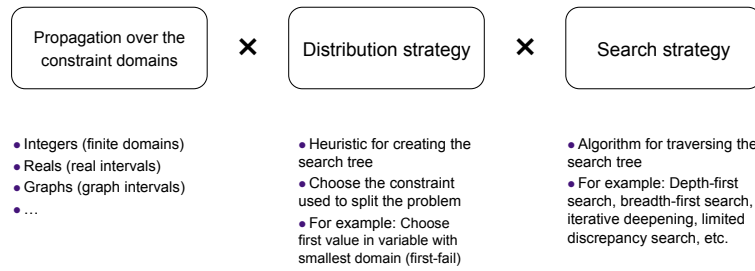 Propagation over the
constraint domains
×
Distribution strategy
×
Search strategy
• Integers (finite domains)
• Reals (real intervals)
• Graphs (graph intervals)
• …
• Heuristic for creating the
search tree
• Choose the constraint
used to split the problem
• For example: Choose
first value in variable with
smallest domain (first-fail)
• Algorithm for traversing the
search tree
• For example: Depth-first
search, breadth-first search,
iterative deepening, limited
discrepancy search, etc.